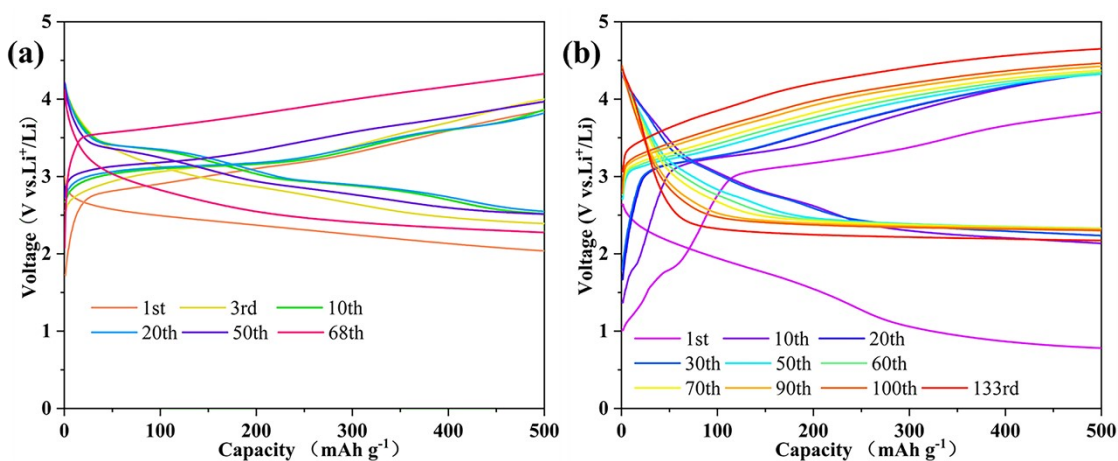 (a)
Voltage (V vs.Li⁺/Li)
5
4
3
2
1
0
1st 3rd 10th
20th 50th 68th
0 100 200 300 400 500
Capacity（mAh g⁻¹）
(b)
Voltage (V vs.Li⁺/Li)
5
4
3
2
1
0
1st 10th 20th
30th 50th 60th
70th 90th 100th 133rd
0 100 200 300 400 500
Capacity（mAh g⁻¹）